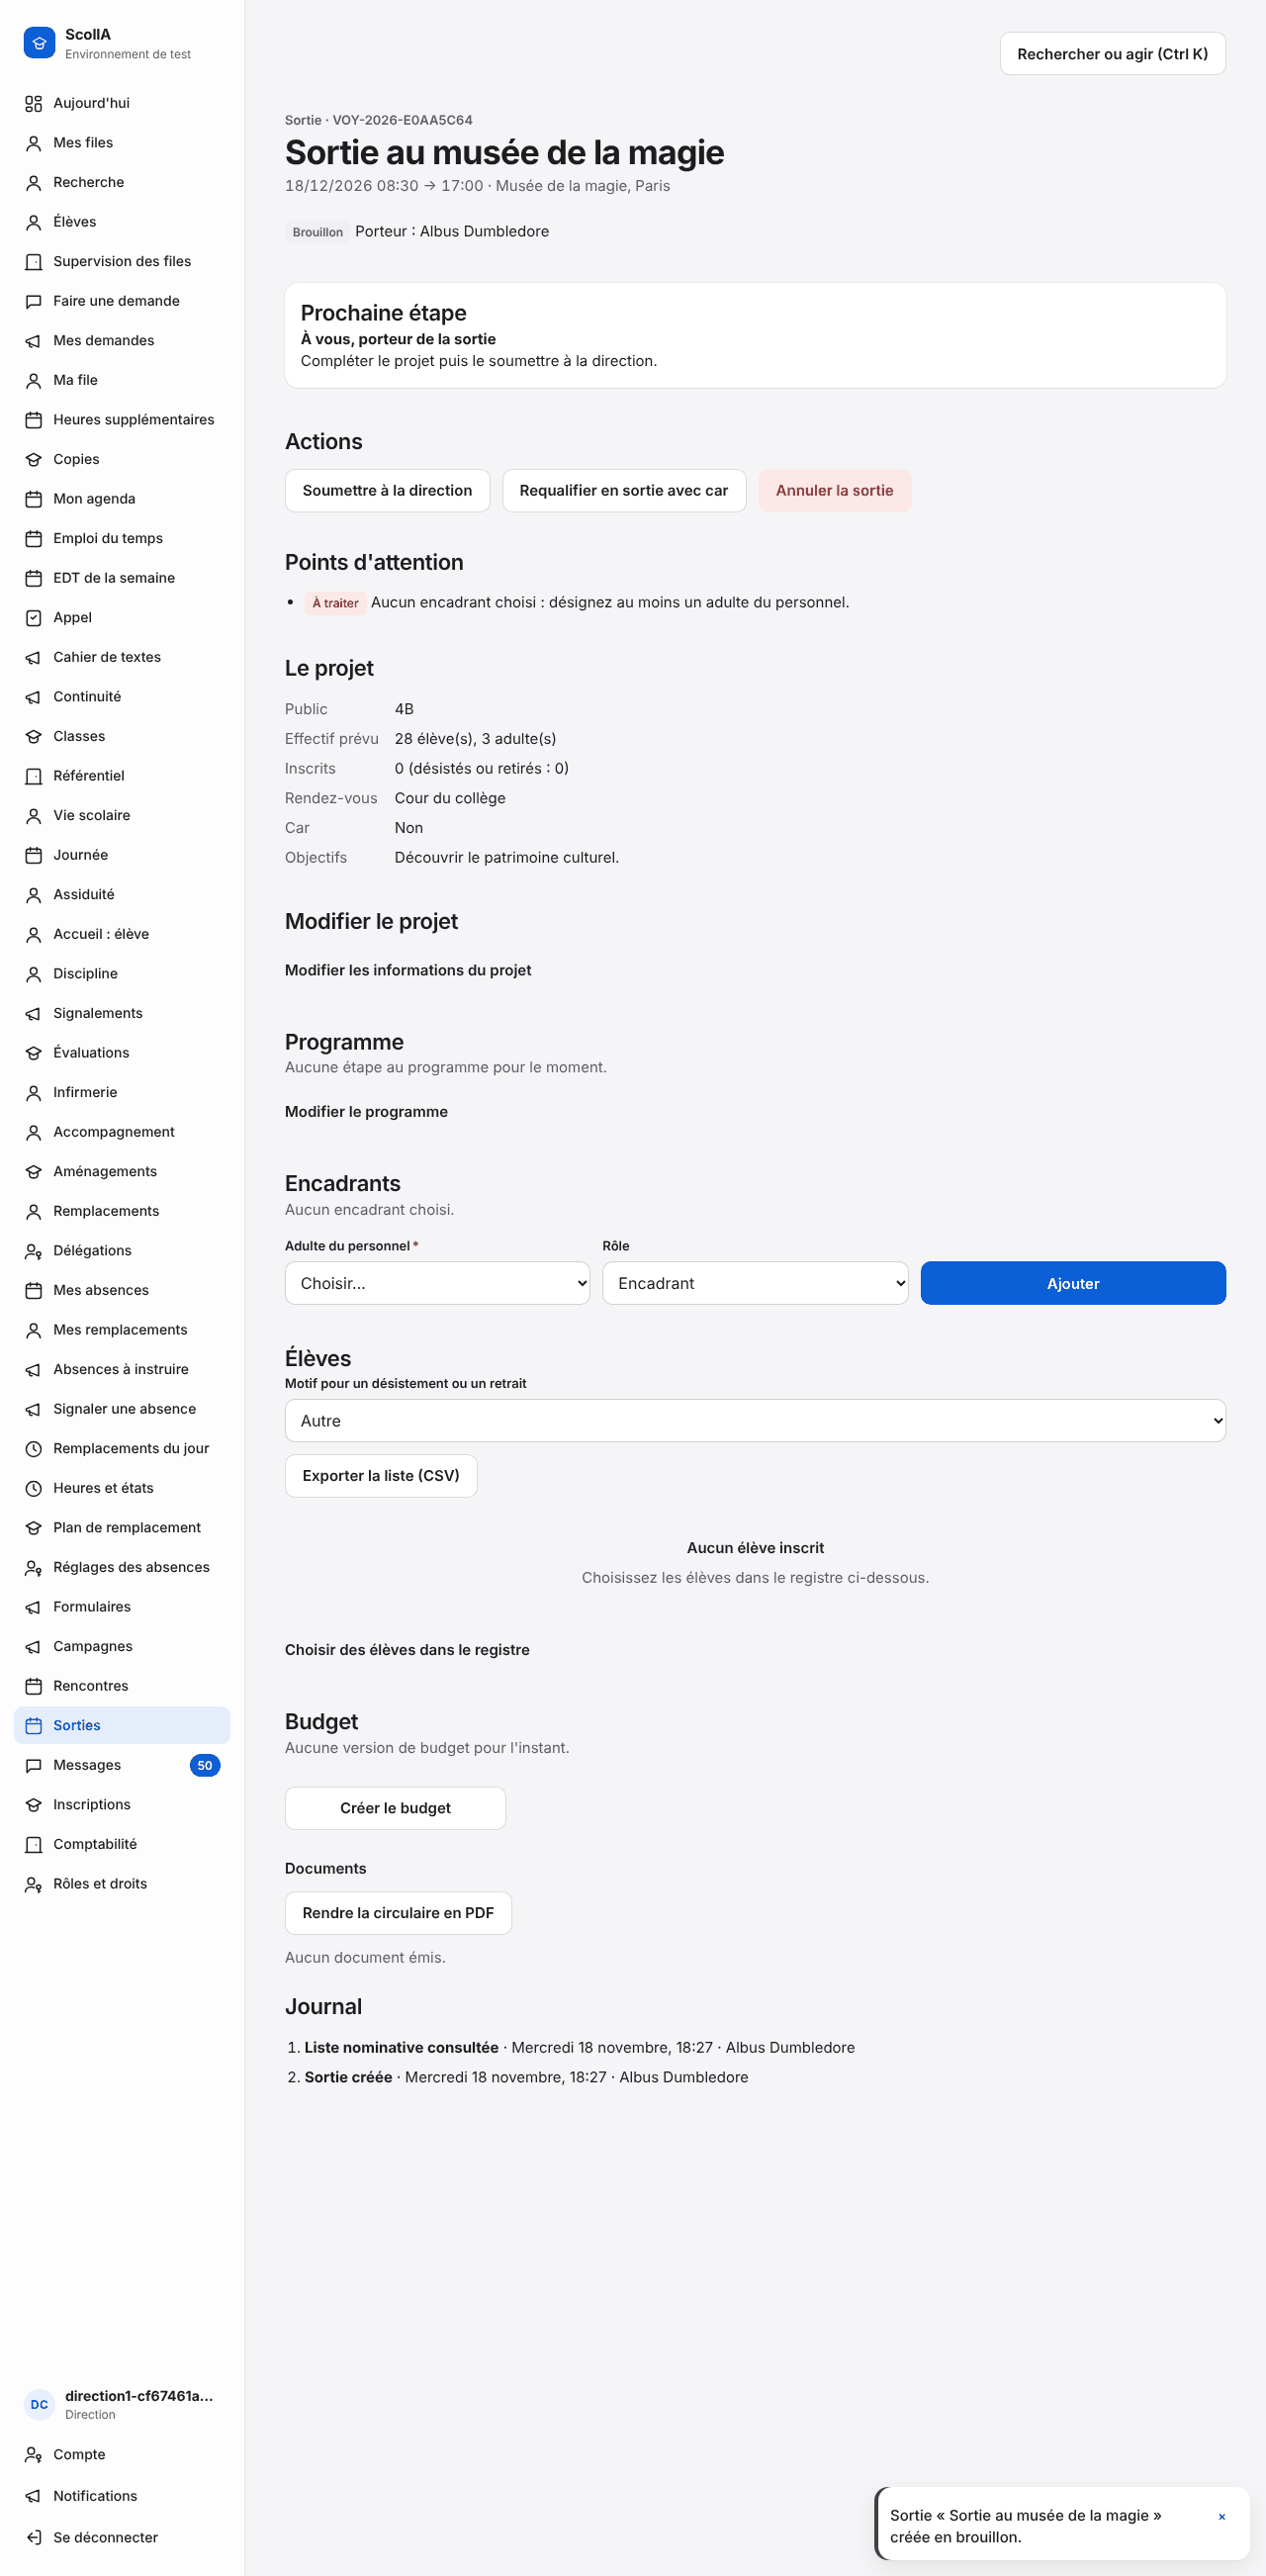 ScolIA
Environnement de test
Aujourd'hui
Mes files
Recherche
Élèves
Supervision des files
Faire une demande
Mes demandes
Ma file
Heures supplémentaires
Copies
Mon agenda
Emploi du temps
EDT de la semaine
Appel
Cahier de textes
Continuité
Classes
Référentiel
Vie scolaire
Journée
Assiduité
Accueil : élève
Discipline
Signalements
Évaluations
Infirmerie
Accompagnement
Aménagements
Remplacements
Délégations
Mes absences
Mes remplacements
Absences à instruire
Signaler une absence
Remplacements du jour
Heures et états
Plan de remplacement
Réglages des absences
Formulaires
Campagnes
Rencontres
Sorties
Messages 50
Inscriptions
Comptabilité
Rôles et droits
DC direction1-cf67461a...
Direction
Compte
Notifications
Se déconnecter
Rechercher ou agir (Ctrl K)
Sortie · VOY-2026-E0AA5C64
Sortie au musée de la magie
18/12/2026 08:30 → 17:00 · Musée de la magie, Paris
Brouillon Porteur : Albus Dumbledore
Prochaine étape
À vous, porteur de la sortie
Compléter le projet puis le soumettre à la direction.
Actions
Soumettre à la direction Requalifier en sortie avec car Annuler la sortie
Points d'attention
• À traiter Aucun encadrant choisi : désignez au moins un adulte du personnel.
Le projet
Public 4B
Effectif prévu 28 élève(s), 3 adulte(s)
Inscrits 0 (désistés ou retirés : 0)
Rendez-vous Cour du collège
Car Non
Objectifs Découvrir le patrimoine culturel.
Modifier le projet
Modifier les informations du projet
Programme
Aucune étape au programme pour le moment.
Modifier le programme
Encadrants
Aucun encadrant choisi.
Adulte du personnel * Rôle
Choisir... Encadrant Ajouter
Élèves
Motif pour un désistement ou un retrait
Autre
Exporter la liste (CSV)
Aucun élève inscrit
Choisissez les élèves dans le registre ci-dessous.
Choisir des élèves dans le registre
Budget
Aucune version de budget pour l'instant.
Créer le budget
Documents
Rendre la circulaire en PDF
Aucun document émis.
Journal
1. Liste nominative consultée · Mercredi 18 novembre, 18:27 · Albus Dumbledore
2. Sortie créée · Mercredi 18 novembre, 18:27 · Albus Dumbledore
Sortie « Sortie au musée de la magie » ×
créée en brouillon.